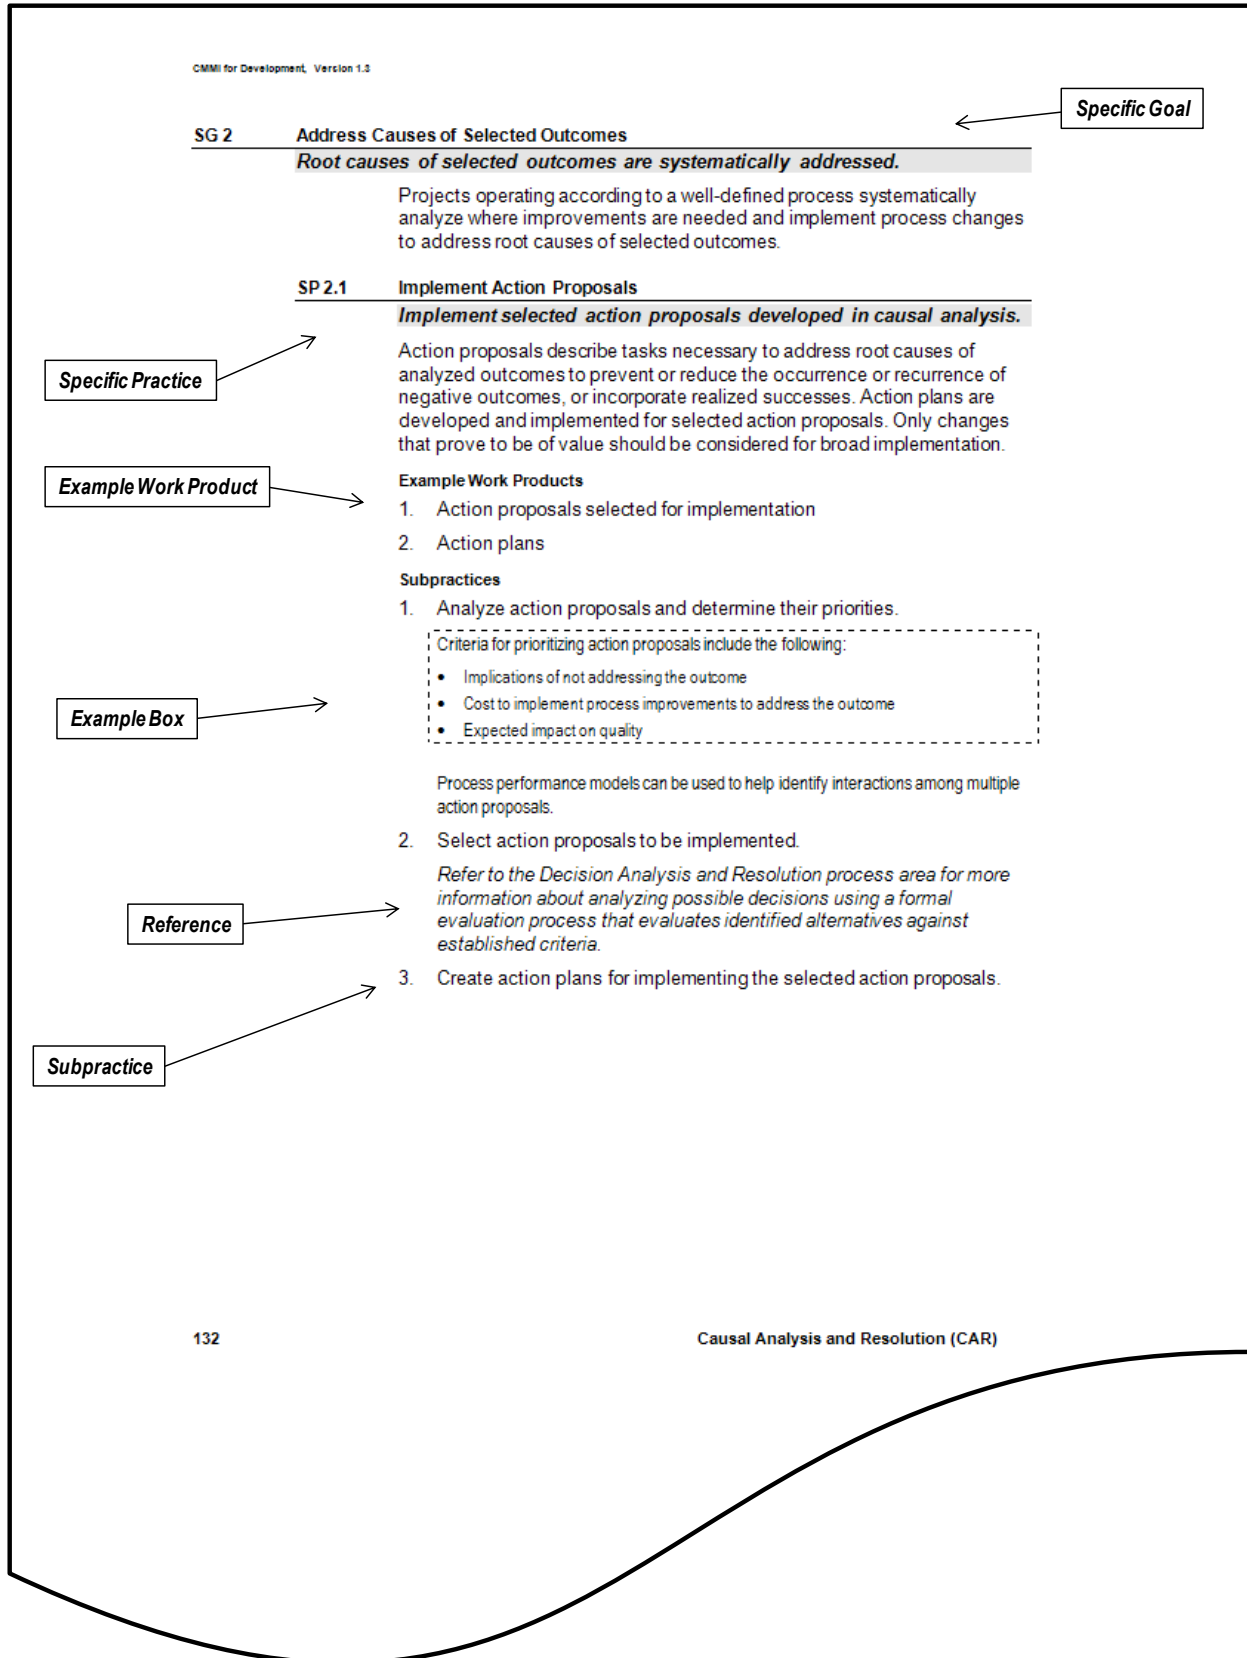 CMMI for Development, Version 1.3
Specific Goal
SG 2 Address Causes of Selected Outcomes
Root causes of selected outcomes are systematically addressed.
Projects operating according to a well-defined process systematically
analyze where improvements are needed and implement process changes
to address root causes of selected outcomes.
SP 2.1 Implement Action Proposals
Implement selected action proposals developed in causal analysis.
Specific Practice
Action proposals describe tasks necessary to address root causes of
analyzed outcomes to prevent or reduce the occurrence or recurrence of
negative outcomes, or incorporate realized successes. Action plans are
developed and implemented for selected action proposals. Only changes
that prove to be of value should be considered for broad implementation.
Example Work Product
Example Work Products
1. Action proposals selected for implementation
2. Action plans
Subpractices
1. Analyze action proposals and determine their priorities.
Example Box
Criteria for prioritizing action proposals include the following:
• Implications of not addressing the outcome
• Cost to implement process improvements to address the outcome
• Expected impact on quality
Process performance models can be used to help identify interactions among multiple
action proposals.
2. Select action proposals to be implemented.
Reference
Refer to the Decision Analysis and Resolution process area for more
information about analyzing possible decisions using a formal
evaluation process that evaluates identified alternatives against
established criteria.
3. Create action plans for implementing the selected action proposals.
Subpractice
132 Causal Analysis and Resolution (CAR)